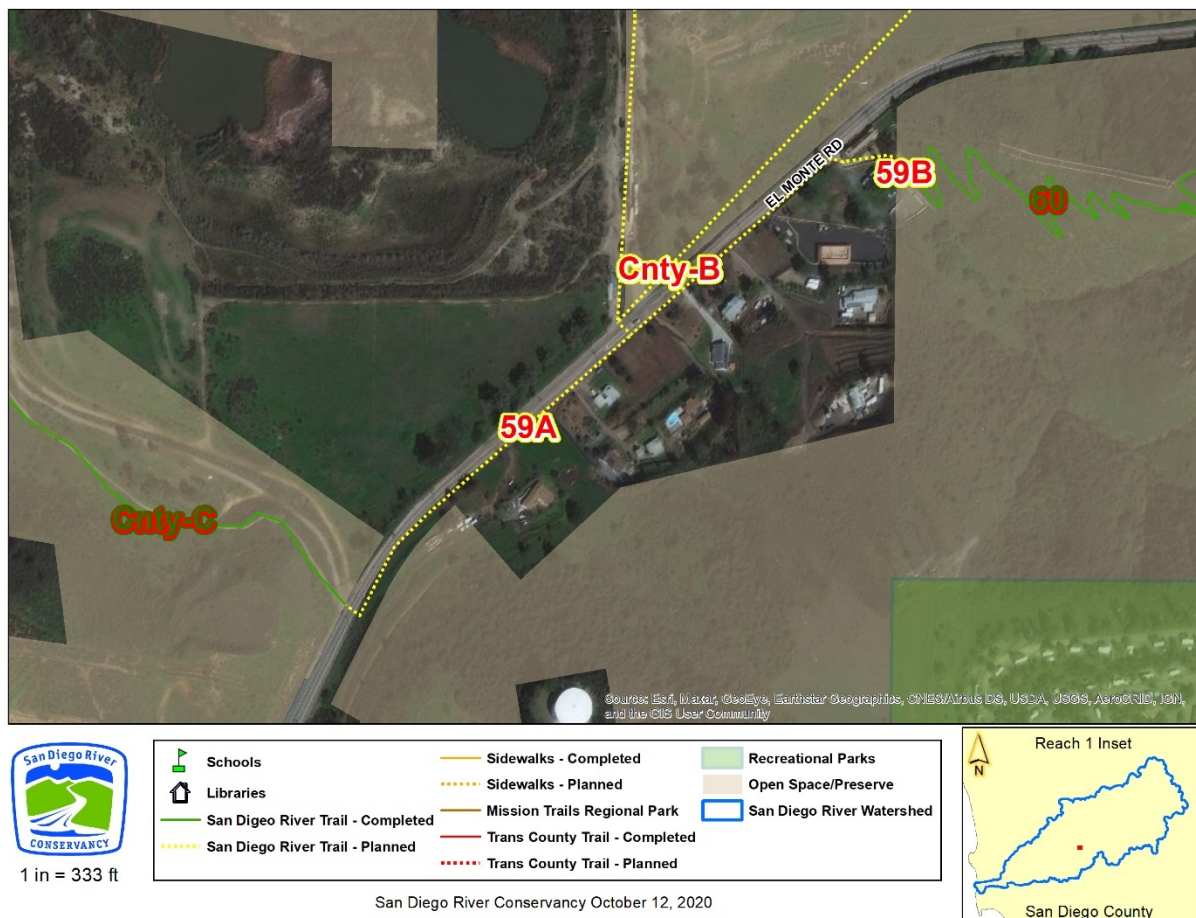 EL MONTE RD
59B
60
Cnty-B
59A
Cnty-C
Source: Esri, Maxar, GeoEye, Earthstar Geographics, CNES/Airbus DS, USDA, USGS, AeroGRID, IGN,
and the GIS User Community
San Diego River
CONSERVANCY
1 in = 333 ft
Schools
Libraries
San Digeo River Trail - Completed
San Diego River Trail - Planned
Sidewalks - Completed
Sidewalks - Planned
Mission Trails Regional Park
Trans County Trail - Completed
Trans County Trail - Planned
Recreational Parks
Open Space/Preserve
San Diego River Watershed
San Diego River Conservancy October 12, 2020
Reach 1 Inset
N
San Diego County